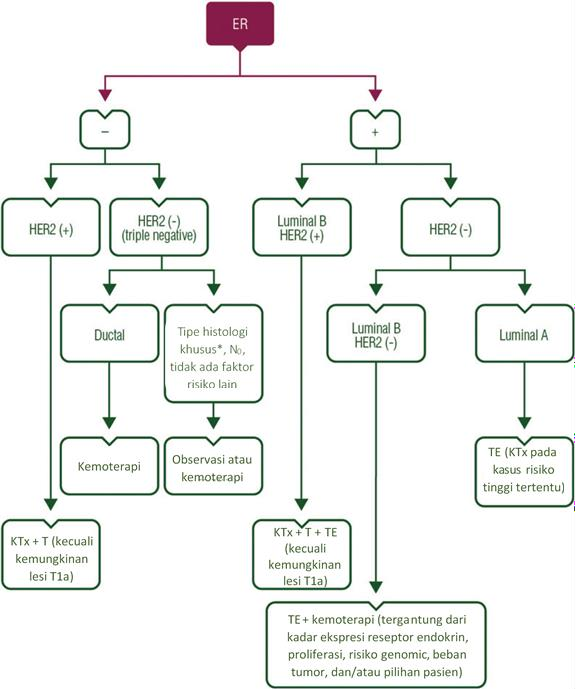 ER
–
+
HER2 (+)
HER2 (-)
(triple negative)
Luminal B
HER2 (+)
HER2 (-)
Ductal
Tipe histologi
khusus*, N₀,
tidak ada faktor
risiko lain
Luminal B
HER2 (-)
Luminal A
Kemoterapi
Observasi atau
kemoterapi
TE (KTx pada
kasus risiko
tinggi tertentu)
KTx + T (kecuali
kemungkinan
lesi T1a)
KTx + T + TE
(kecuali
kemungkinan
lesi T1a)
TE+ kemoterapi (tergantung dari
kadar ekspresi reseptor endokrin,
proliferasi, risiko genomic, beban
tumor, dan/atau pilihan pasien)